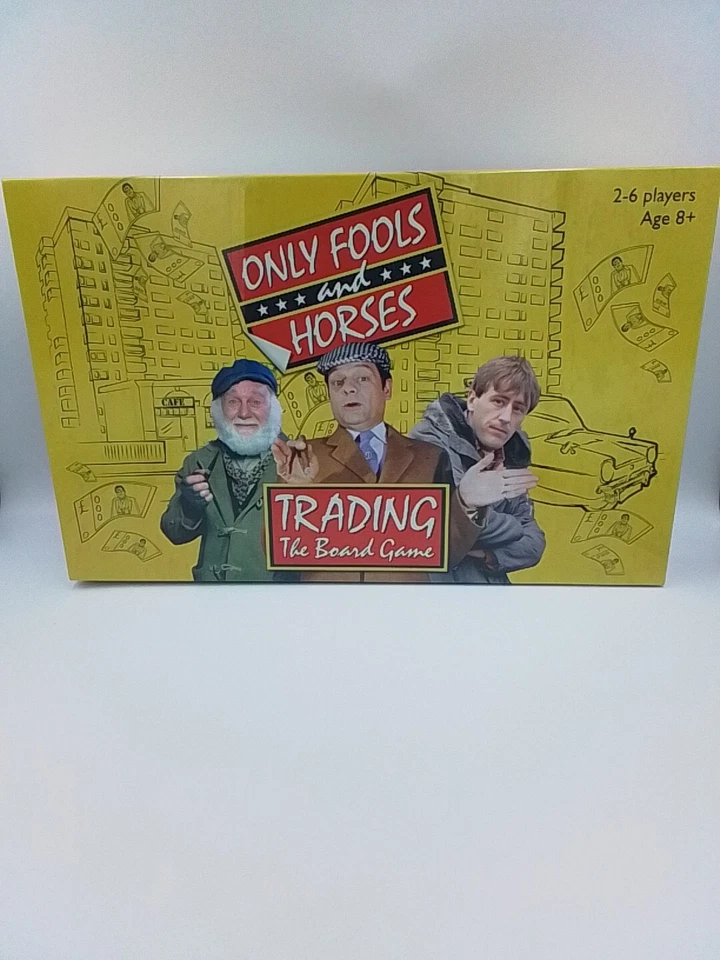 2-6 players
Age 8+
ONLY FOOLS
and
HORSES
CAFE
TRADING
The Board Game